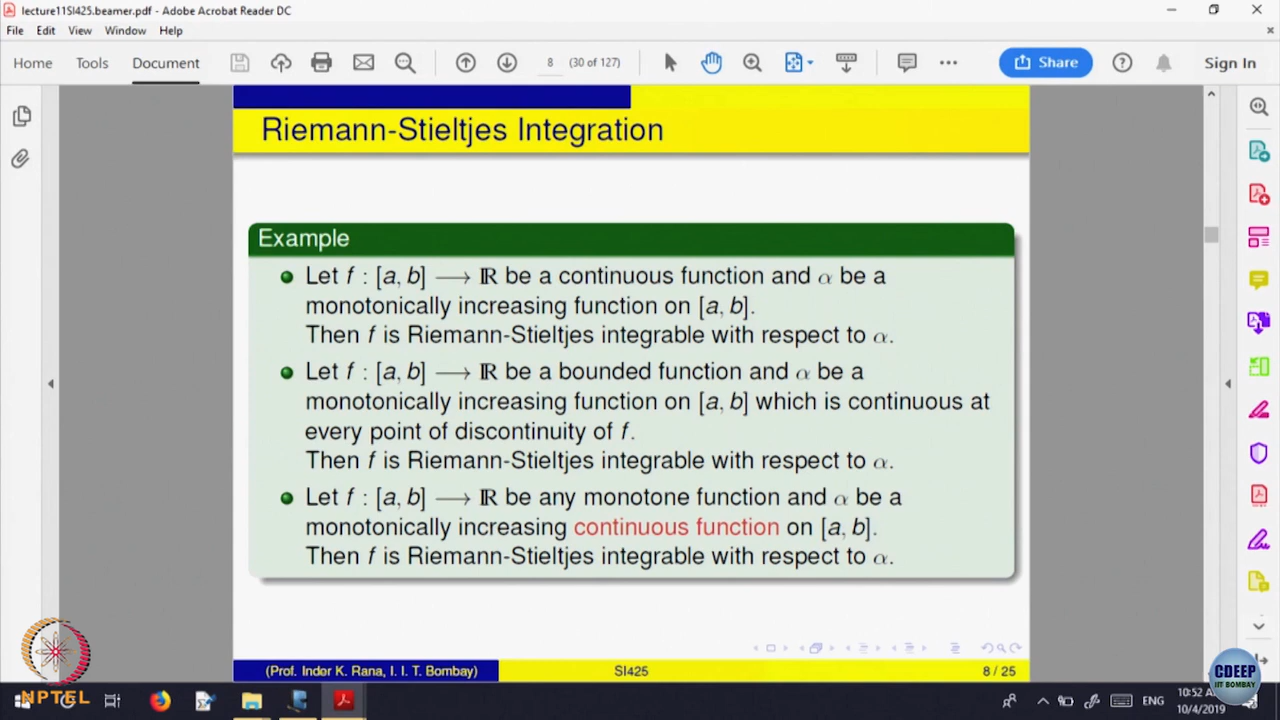 lecture11SI425.beamer.pdf - Adobe Acrobat Reader DC
File Edit View Window Help
Home Tools Document 8 (30 of 127) Share Sign In
Riemann-Stieltjes Integration
Example
Let f : [a, b] ⟶ ℝ be a continuous function and α be a
monotonically increasing function on [a, b].
Then f is Riemann-Stieltjes integrable with respect to α.
Let f : [a, b] ⟶ ℝ be a bounded function and α be a
monotonically increasing function on [a, b] which is continuous at
every point of discontinuity of f.
Then f is Riemann-Stieltjes integrable with respect to α.
Let f : [a, b] ⟶ ℝ be any monotone function and α be a
monotonically increasing continuous function on [a, b].
Then f is Riemann-Stieltjes integrable with respect to α.
(Prof. Indor K. Rana, I. I. T. Bombay) SI425 8 / 25
NPTEL
ENG
10:52
10/4/2019
CDEEP
IIT BOMBAY